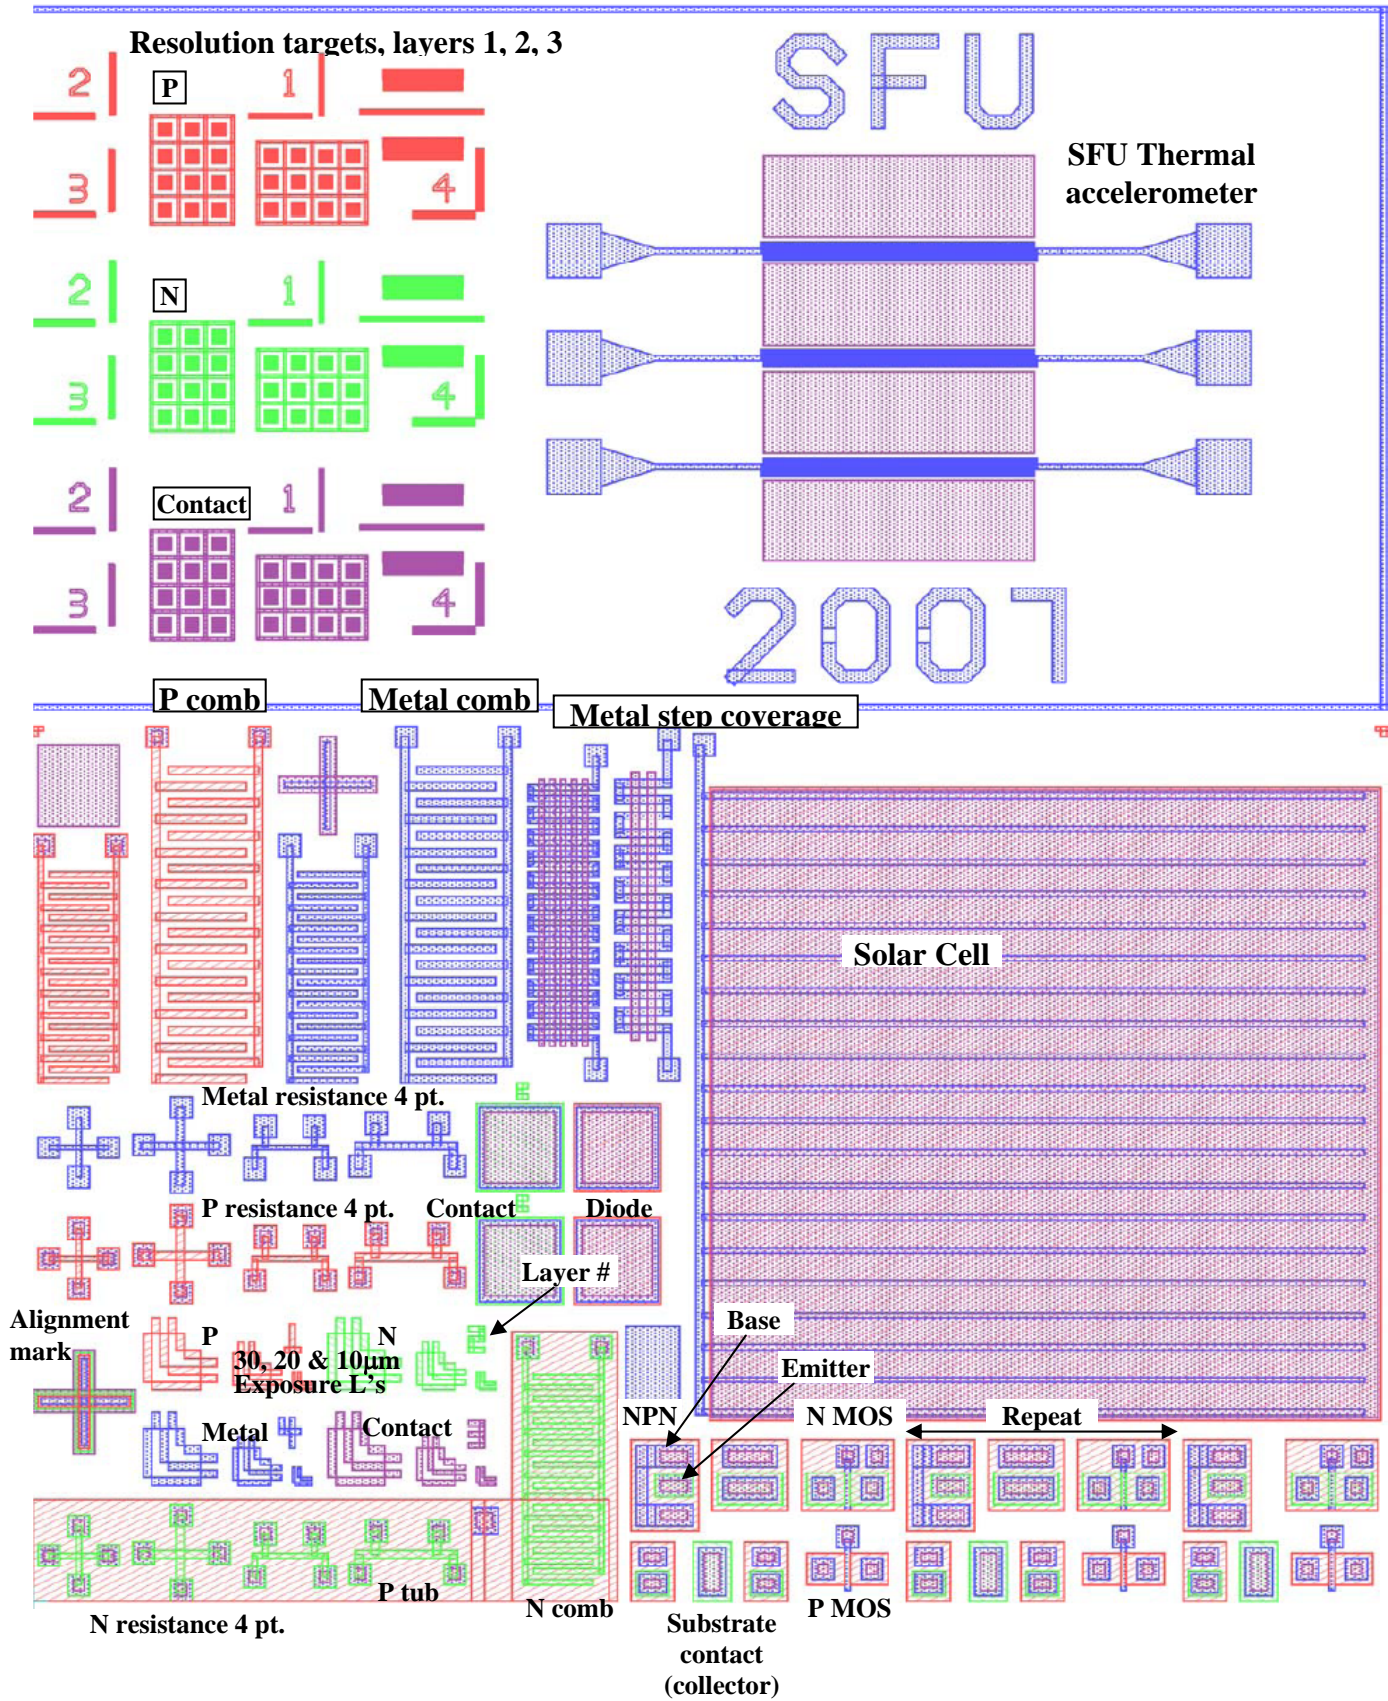 Resolution targets, layers 1, 2, 3
SFU
2 P 1
SFU Thermal
accelerometer
3 4
2 N 1
3 4
2 Contact 1
3 4
2007
P comb Metal comb Metal step coverage
Solar Cell
Metal resistance 4 pt.
P resistance 4 pt. Contact Diode
Layer #
Alignment
mark
P N
30, 20 & 10μm
Exposure L's
Base
Emitter
Metal Contact
NPN N MOS Repeat
P tub
N comb
P MOS
N resistance 4 pt.
Substrate
contact
(collector)